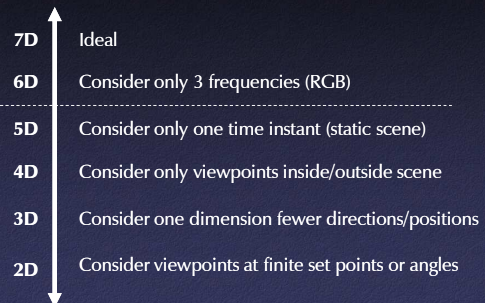 7D Ideal
6D Consider only 3 frequencies (RGB)
5D Consider only one time instant (static scene)
4D Consider only viewpoints inside/outside scene
3D Consider one dimension fewer directions/positions
2D Consider viewpoints at finite set points or angles